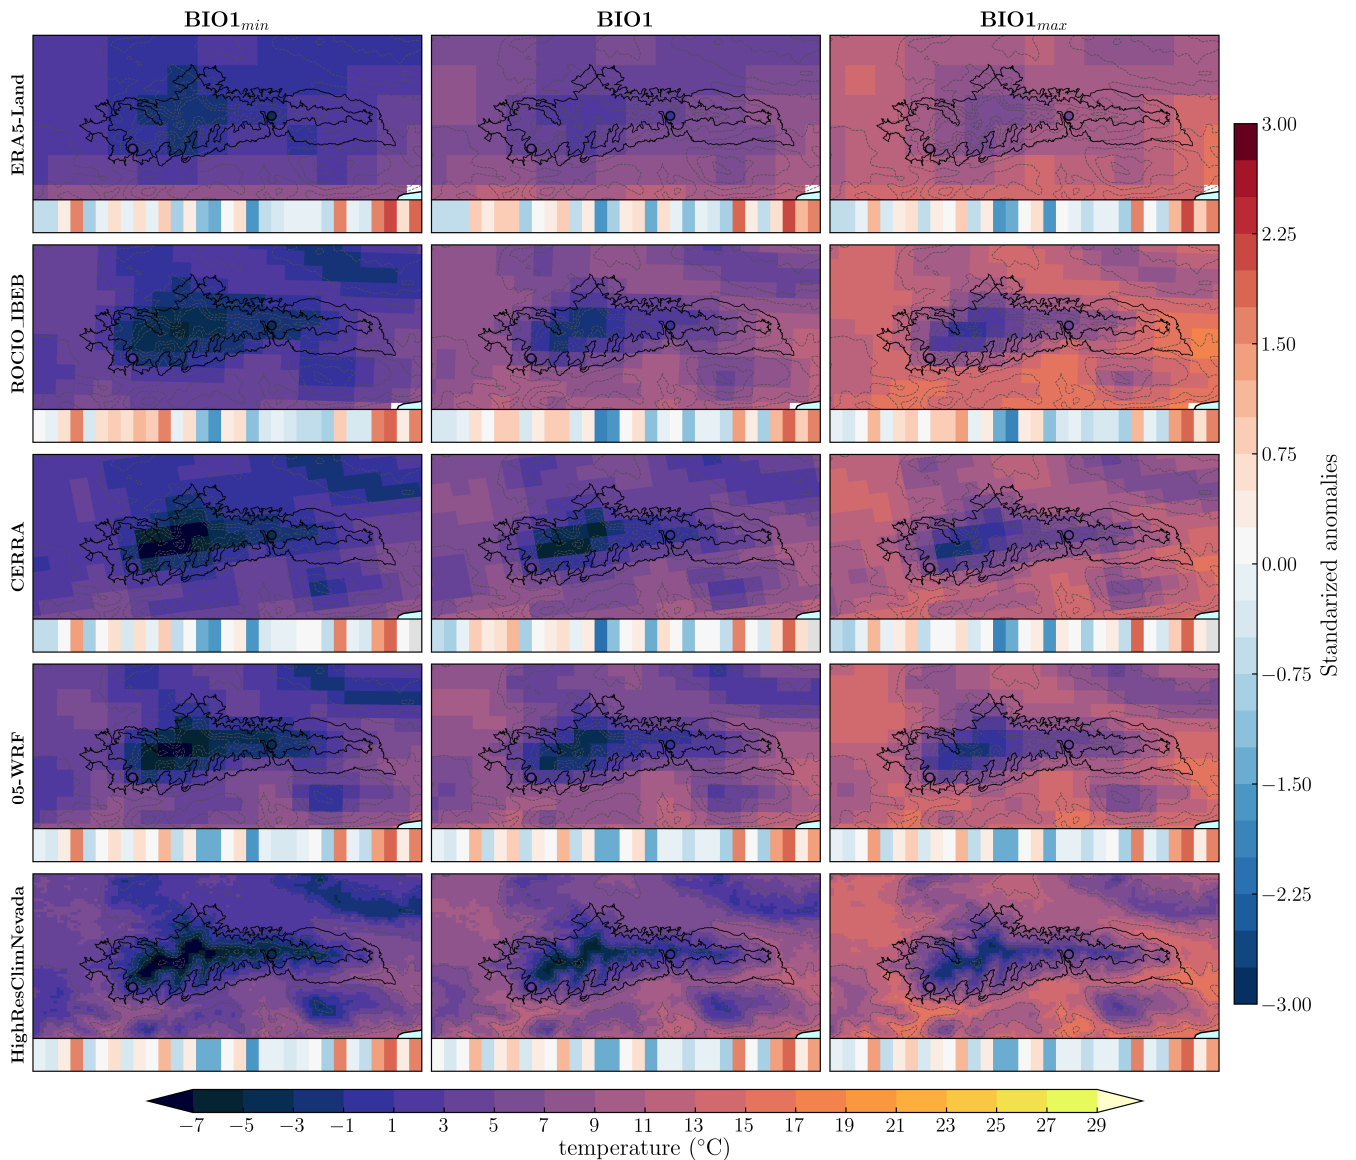 BIO1min BIO1 BIO1max
ERA5-Land
ROCIO_IBEB
CERRA
05-WRF
HighResClimNevada
3.00
2.25
1.50
0.75
0.00
−0.75
−1.50
−2.25
−3.00
Standarized anomalies
−7 −5 −3 −1 1 3 5 7 9 11 13 15 17 19 21 23 25 27 29
temperature (°C)